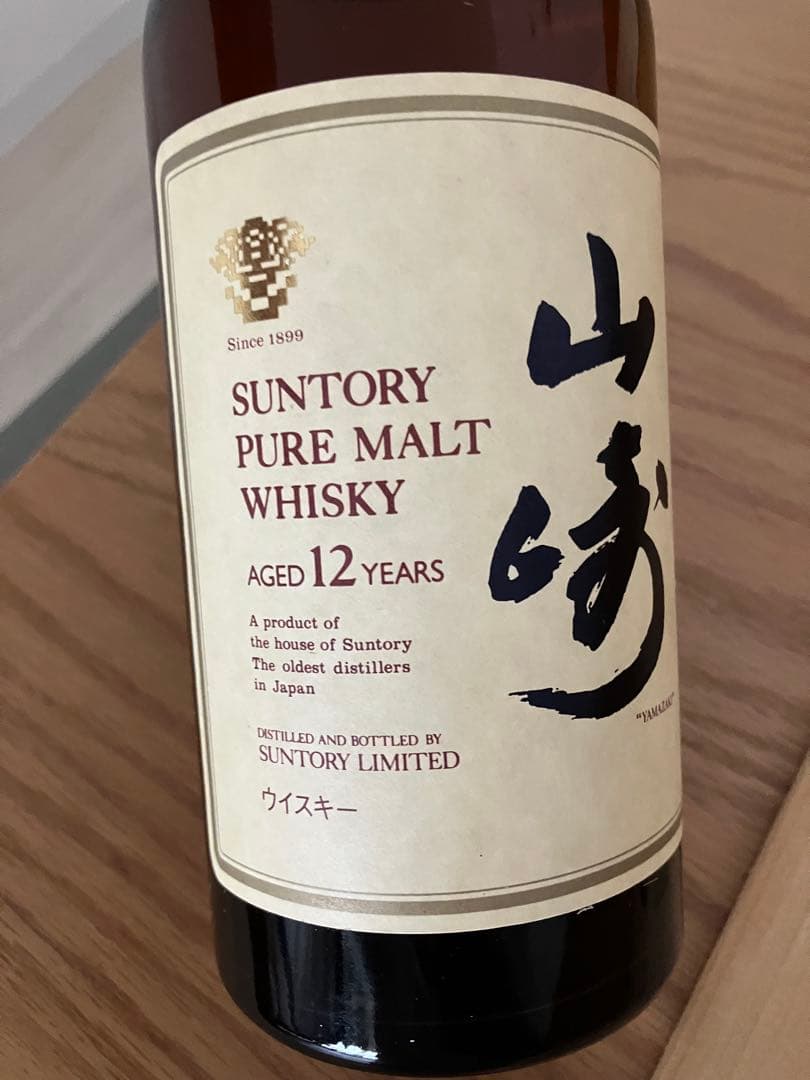 Since 1899
SUNTORY
PURE MALT
WHISKY
AGED 12 YEARS
A product of
the house of Suntory
The oldest distillers
in Japan
DISTILLED AND BOTTLED BY
SUNTORY LIMITED
ウイスキー
山崎
"YAMAZAKI"